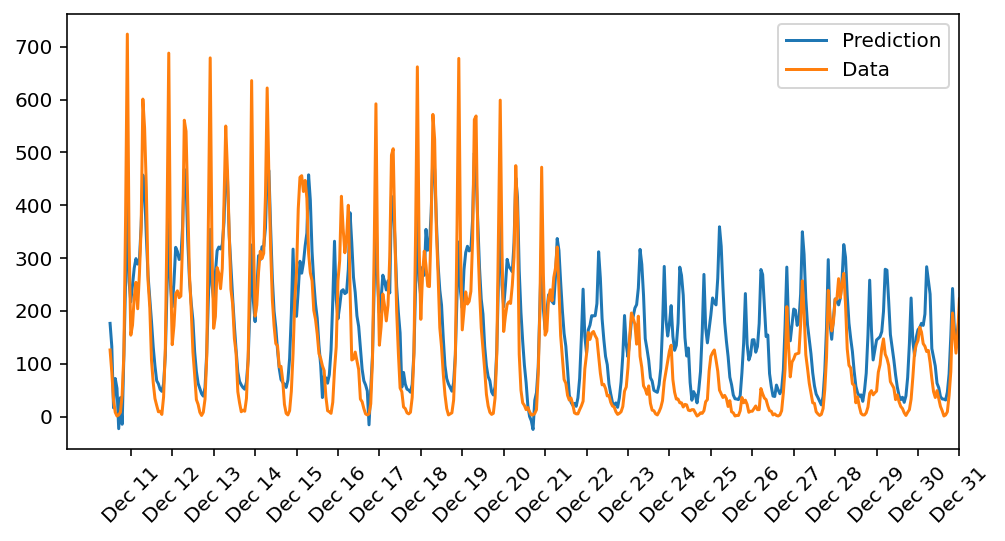 Prediction
Data
700
600
500
400
300
200
100
0
Dec 11
Dec 12
Dec 13
Dec 14
Dec 15
Dec 16
Dec 17
Dec 18
Dec 19
Dec 20
Dec 21
Dec 22
Dec 23
Dec 24
Dec 25
Dec 26
Dec 27
Dec 28
Dec 29
Dec 30
Dec 31